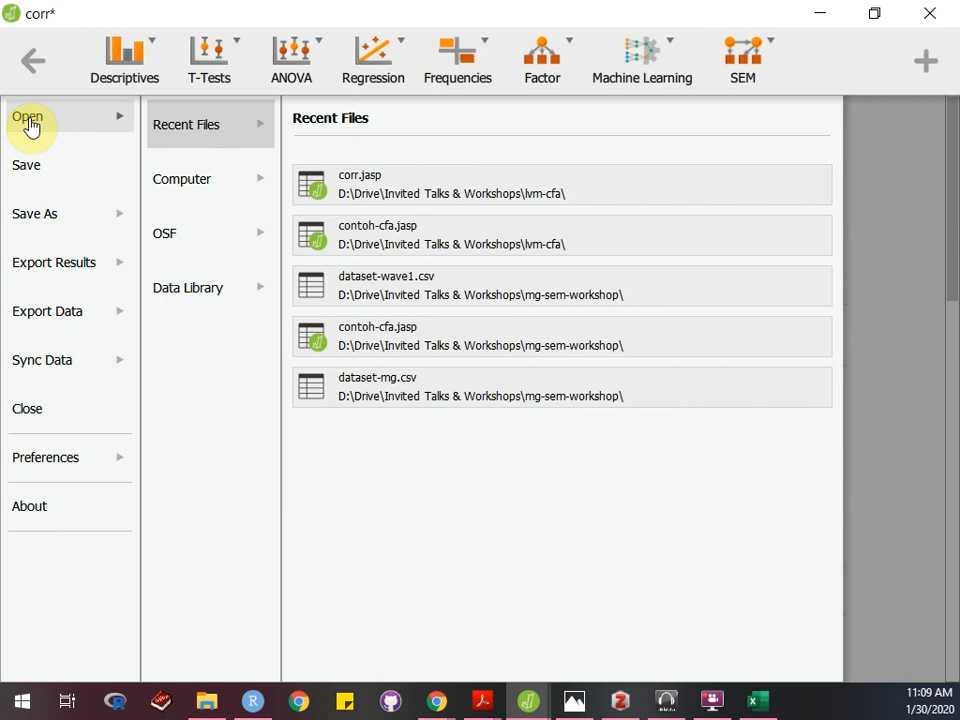 corr*
Descriptives
T-Tests
ANOVA
Regression
Frequencies
Factor
Machine Learning
SEM
Open
Save
Save As
Export Results
Export Data
Sync Data
Close
Preferences
About
Recent Files
Computer
OSF
Data Library
Recent Files
corr.jasp
D:\Drive\Invited Talks & Workshops\lvm-cfa\
contoh-cfa.jasp
D:\Drive\Invited Talks & Workshops\lvm-cfa\
dataset-wave1.csv
D:\Drive\Invited Talks & Workshops\mg-sem-workshop\
contoh-cfa.jasp
D:\Drive\Invited Talks & Workshops\mg-sem-workshop\
dataset-mg.csv
D:\Drive\Invited Talks & Workshops\mg-sem-workshop\
11:09 AM
1/30/2020